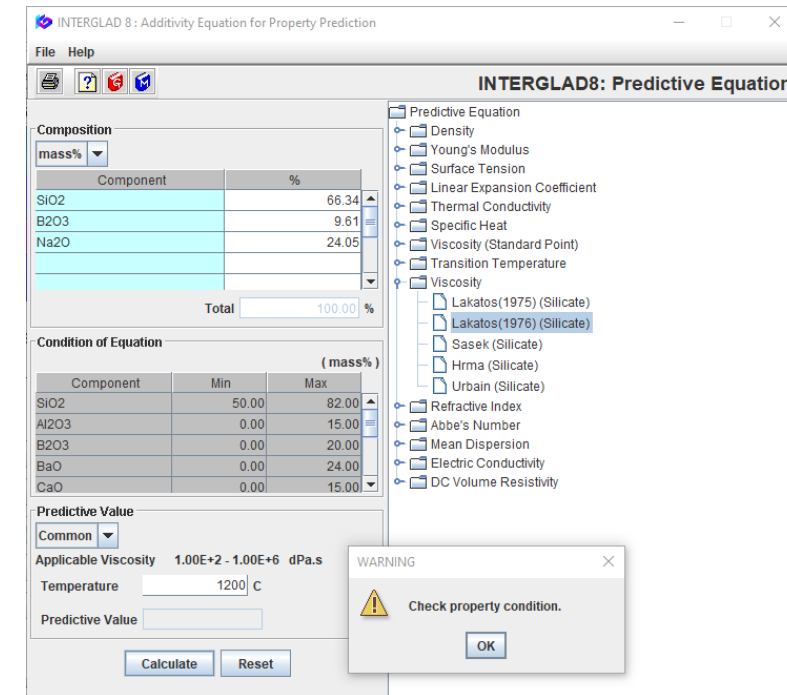 INTERGLAD 8 : Additivity Equation for Property Prediction
File Help
INTERGLAD8: Predictive Equation
Composition
mass%
Component %
SiO2 66.34
B2O3 9.61
Na2O 24.05
Total 100.00 %
Condition of Equation
( mass% )
Component Min Max
SiO2 50.00 82.00
Al2O3 0.00 15.00
B2O3 0.00 20.00
BaO 0.00 24.00
CaO 0.00 15.00
Predictive Value
Common
Applicable Viscosity 1.00E+2 - 1.00E+6 dPa.s
Temperature 1200 C
Predictive Value
Calculate Reset
Predictive Equation
Density
Young's Modulus
Surface Tension
Linear Expansion Coefficient
Thermal Conductivity
Specific Heat
Viscosity (Standard Point)
Transition Temperature
Viscosity
Lakatos(1975) (Silicate)
Lakatos(1976) (Silicate)
Sasek (Silicate)
Hrma (Silicate)
Urbain (Silicate)
Refractive Index
Abbe's Number
Mean Dispersion
Electric Conductivity
DC Volume Resistivity
WARNING
Check property condition.
OK